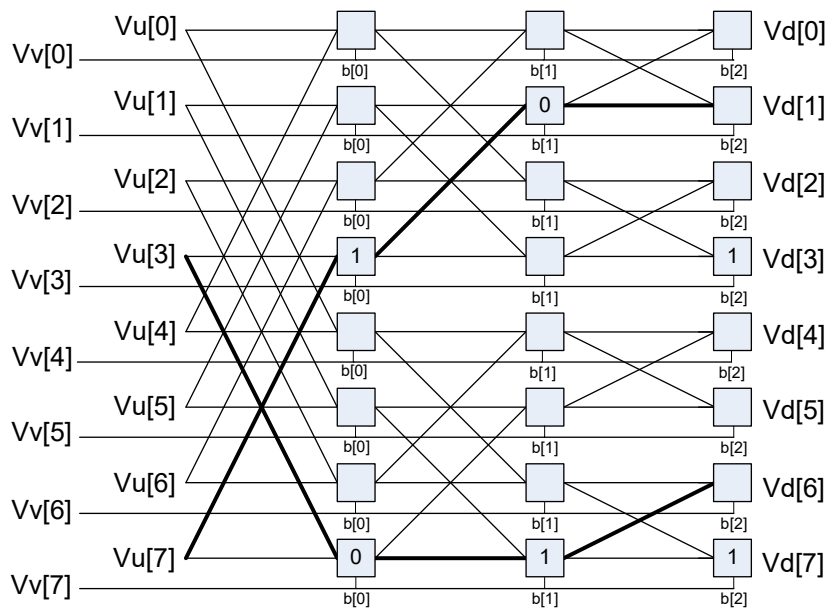 Vu[0] Vd[0]
Vv[0] b[0] b[1] b[2]
Vu[1] 0 Vd[1]
Vv[1] b[0] b[1] b[2]
Vu[2] Vd[2]
Vv[2] b[0] b[1] b[2]
Vu[3] 1 1 Vd[3]
Vv[3] b[0] b[1] b[2]
Vu[4] Vd[4]
Vv[4] b[0] b[1] b[2]
Vu[5] Vd[5]
Vv[5] b[0] b[1] b[2]
Vu[6] Vd[6]
Vv[6] b[0] b[1] b[2]
Vu[7] 0 1 1 Vd[7]
Vv[7] b[0] b[1] b[2]